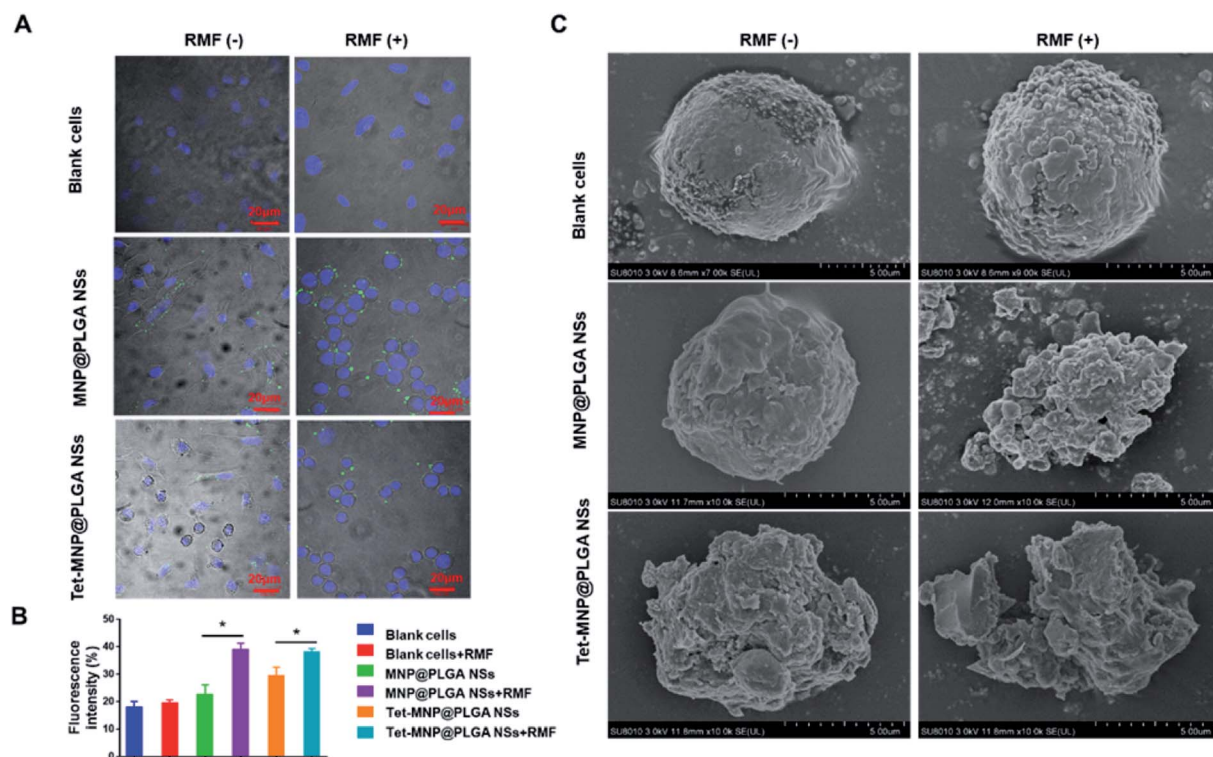 A
RMF (-)
RMF (+)
Blank cells
20μm
20μm
MNP@PLGA NSs
20μm
20μm
Tet-MNP@PLGA NSs
20μm
20μm
B
Fluorescence
intensity (%)
50
40
30
20
10
0
*
*
Blank cells
Blank cells+RMF
MNP@PLGA NSs
MNP@PLGA NSs+RMF
Tet-MNP@PLGA NSs
Tet-MNP@PLGA NSs+RMF
C
RMF (-)
RMF (+)
Blank cells
SU8010 3.0kV 8.6mm x7.00k SE(UL) 5.00μm
SU8010 3.0kV 8.6mm x9.00k SE(UL) 5.00μm
MNP@PLGA NSs
SU8010 3.0kV 11.7mm x10.0k SE(UL) 5.00μm
SU8010 3.0kV 12.0mm x10.0k SE(UL) 5.00μm
Tet-MNP@PLGA NSs
SU8010 3.0kV 11.8mm x10.0k SE(UL) 5.00μm
SU8010 3.0kV 11.8mm x10.0k SE(UL) 5.00μm